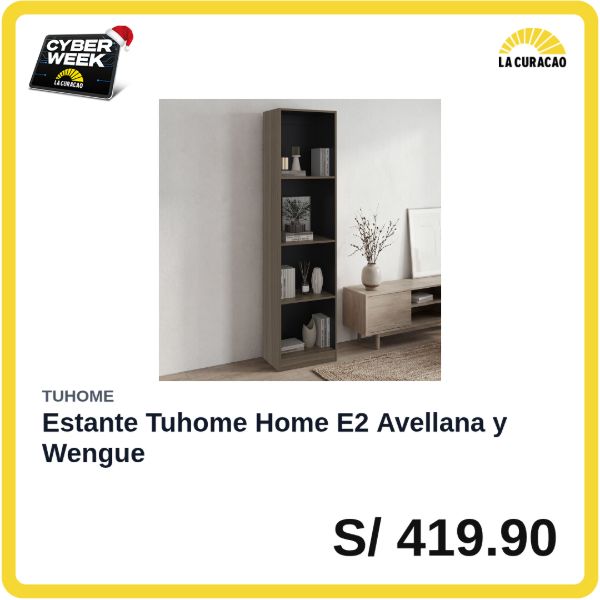 CYBER
WEEK
LA CURACAO
LA CURACAO
TUHOME
Estante Tuhome Home E2 Avellana y
Wengue
S/ 419.90